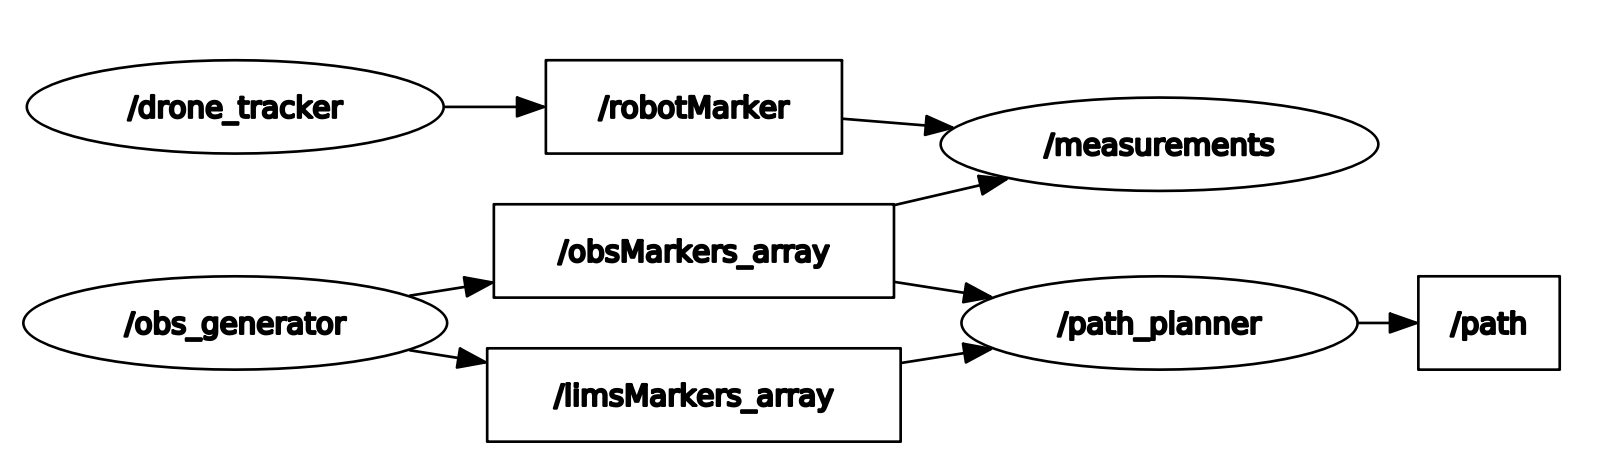 /drone_tracker
/robotMarker
/measurements
/obsMarkers_array
/obs_generator
/path_planner
/path
/limsMarkers_array